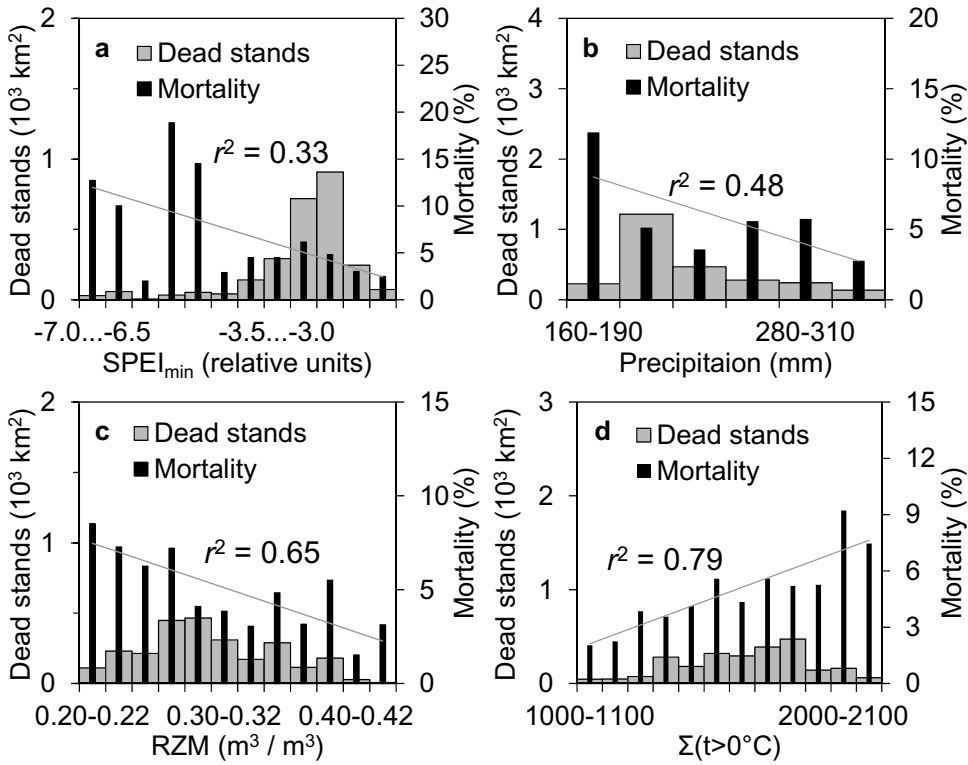 a
Dead stands
Mortality
r² = 0.33
Dead stands (10³ km²)
2
1
0
Mortality (%)
30
25
20
15
10
5
0
-7.0...-6.5 -3.5...-3.0
SPEImin (relative units)
b
Dead stands
Mortality
r² = 0.48
Dead stands (10³ km²)
4
3
2
1
0
Mortality (%)
20
15
10
5
0
160-190 280-310
Precipitaion (mm)
c
Dead stands
Mortality
r² = 0.65
Dead stands (10³ km²)
2
1
0
Mortality (%)
15
10
5
0
0.20-0.22 0.30-0.32 0.40-0.42
RZM (m³ / m³)
d
Dead stands
Mortality
r² = 0.79
Dead stands (10³ km²)
3
2
1
0
Mortality (%)
15
12
9
6
3
0
1000-1100 2000-2100
Σ(t>0°C)